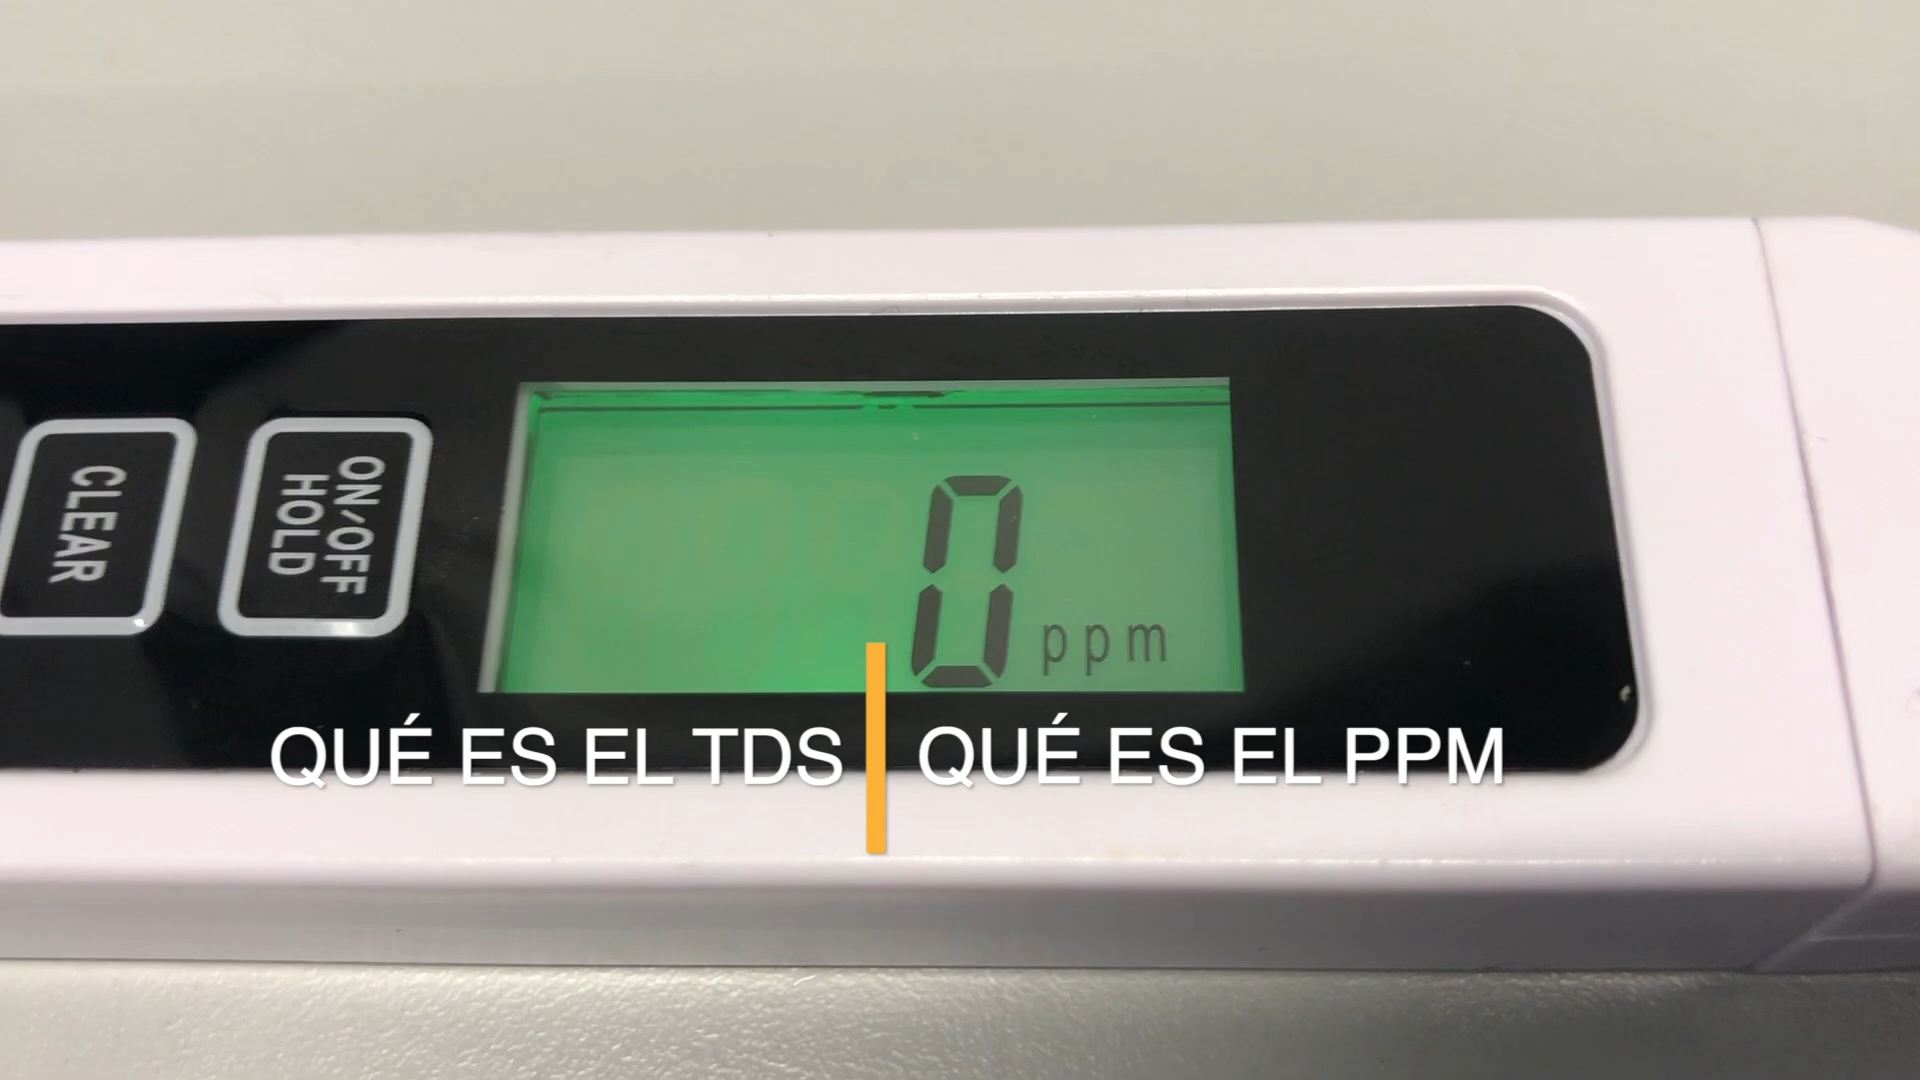 CLEAR
ON/OFF
HOLD
0 ppm
QUÉ ES EL TDS
QUÉ ES EL PPM